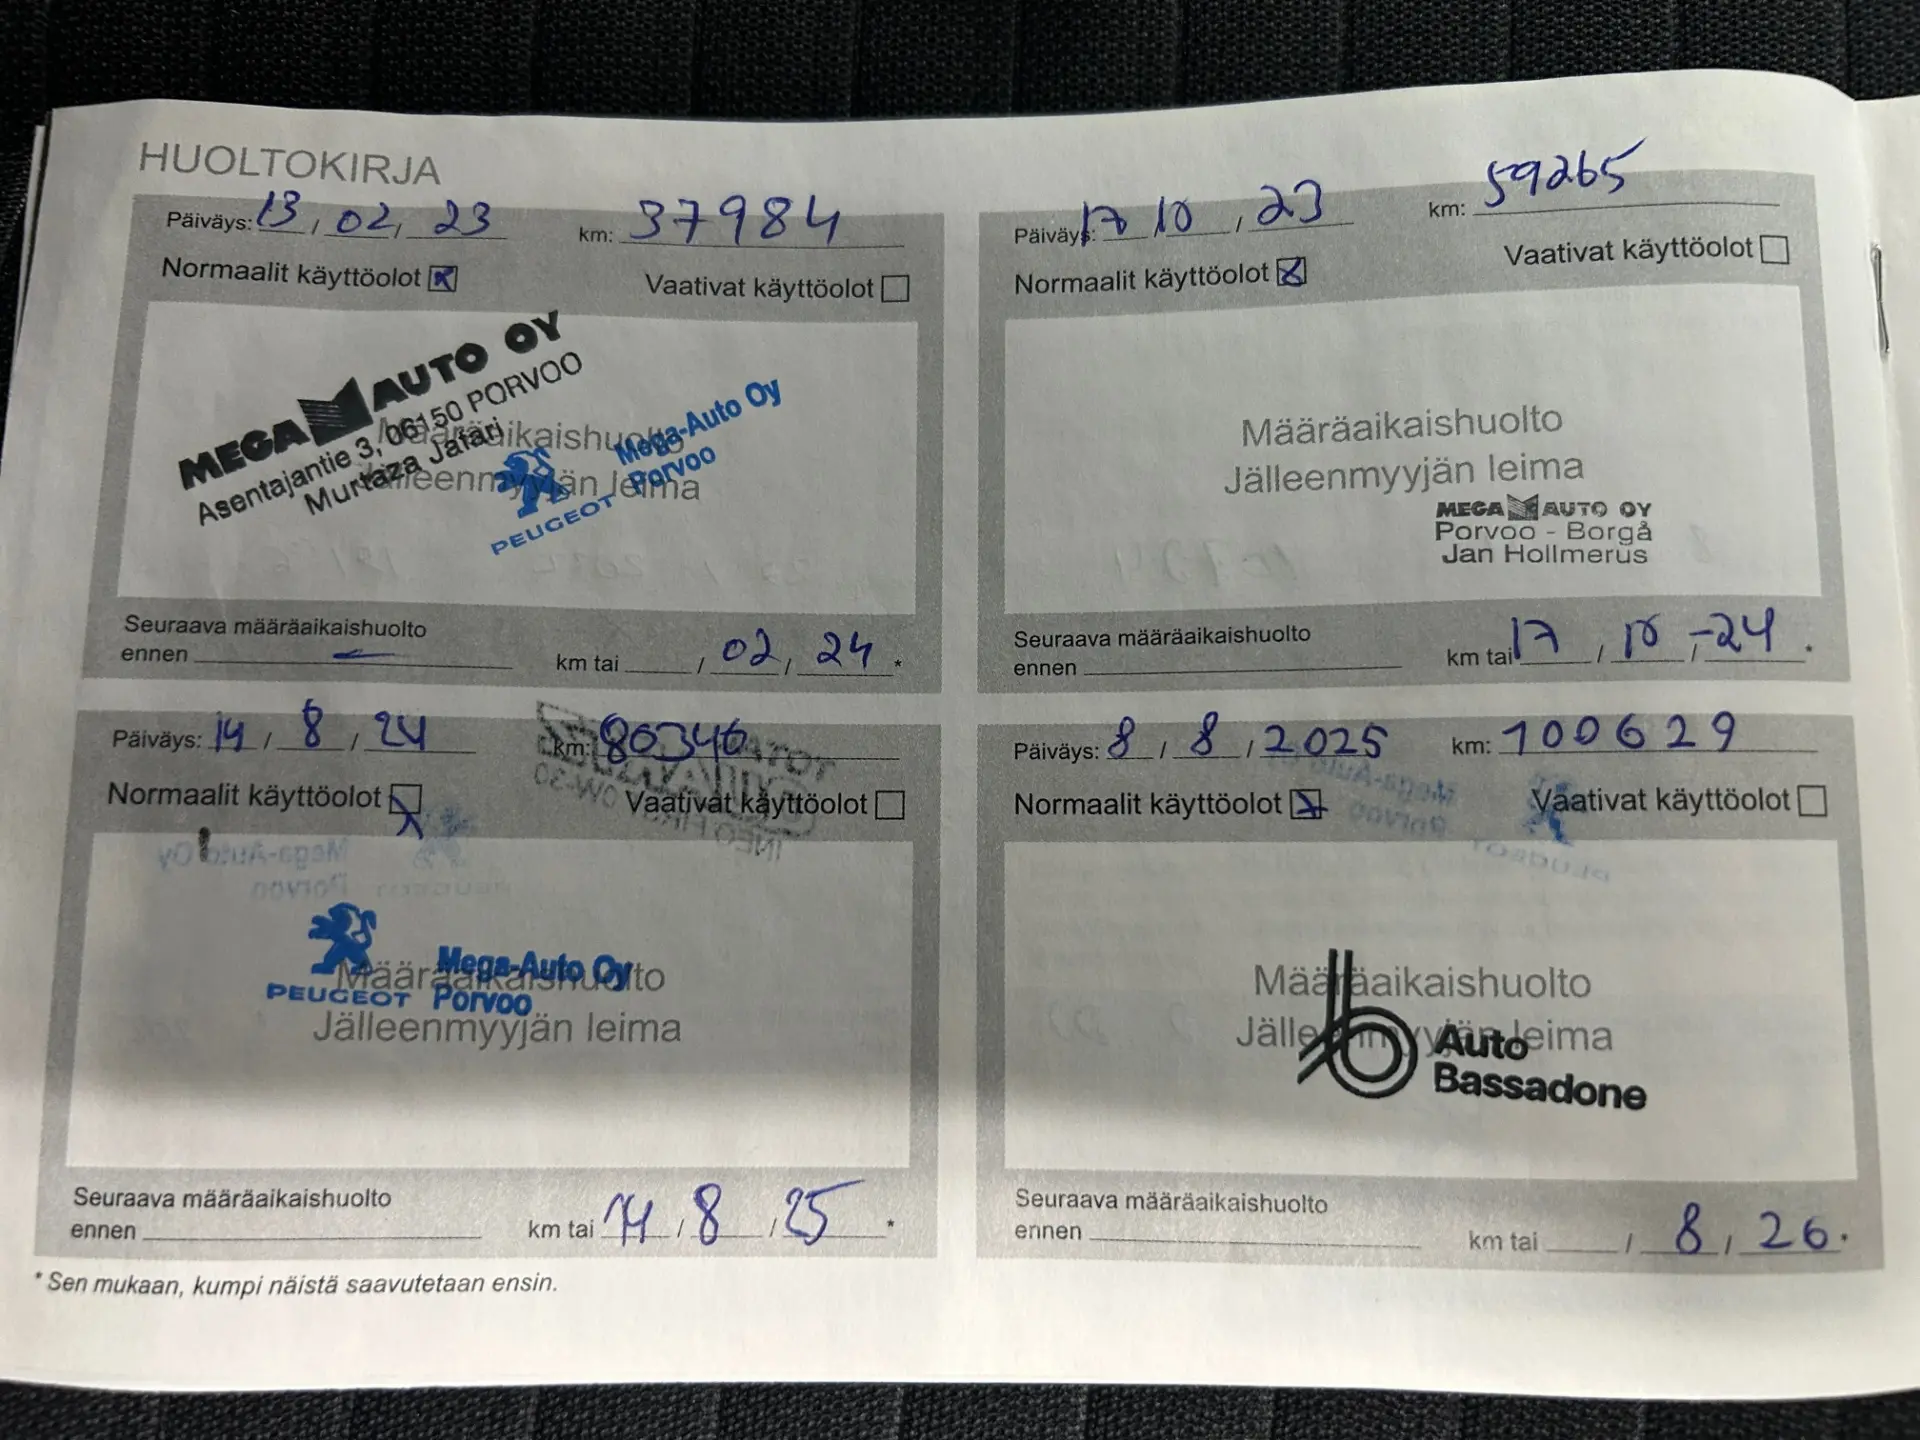 HUOLTOKIRJA
Päiväys: 13 / 02 / 23 km: 37984
Normaalit käyttöolot Vaativat käyttöolot
MEGA AUTO OY
Asentajantie 3, 06150 PORVOO
Murtaza Jafari
Määräaikaishuolto
Jälleenmyyjän leima
PEUGEOT
Mega-Auto Oy
Porvoo
Seuraava määräaikaishuolto
ennen km tai / 02 / 24 *
Päiväys: 17 / 10 / 23 km: 59265
Normaalit käyttöolot Vaativat käyttöolot
Määräaikaishuolto
Jälleenmyyjän leima
MEGA AUTO OY
Porvoo - Borgå
Jan Hollmerus
Seuraava määräaikaishuolto
ennen km tai 17 / 10 / -24 *
Päiväys: 14 / 8 / 24 km: 80346
Normaalit käyttöolot Vaativat käyttöolot
PEUGEOT
Mega-Auto Oy
Porvoo
Määräaikaishuolto
Jälleenmyyjän leima
Seuraava määräaikaishuolto
ennen km tai 14 / 8 / 25 *
Päiväys: 8 / 8 / 2025 km: 100629
Normaalit käyttöolot Vaativat käyttöolot
Määräaikaishuolto
Jälleenmyyjän leima
Auto
Bassadone
Seuraava määräaikaishuolto
ennen km tai / 8 / 26 *
* Sen mukaan, kumpi näistä saavutetaan ensin.